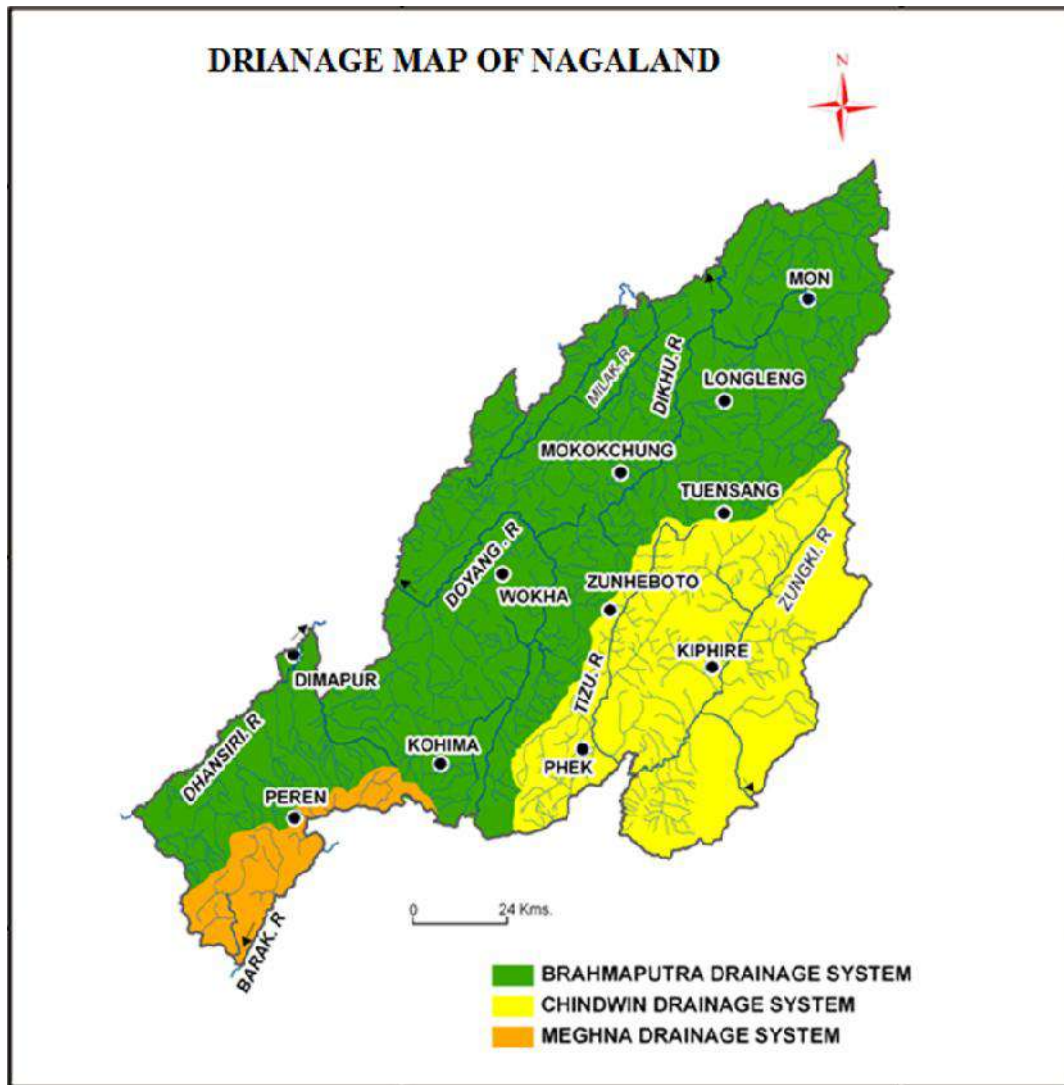 DRIANAGE MAP OF NAGALAND
N
MON
MILAK. R
DIKHU. R
LONGLENG
MOKOKCHUNG
TUENSANG
DOYANG . R
WOKHA
ZUNHEBOTO
ZUNGKI. R
KIPHIRE
TIZU. R
DIMAPUR
DHANSIRI. R
KOHIMA
PHEK
PEREN
BARAK. R
0 24 Kms.
BRAHMAPUTRA DRAINAGE SYSTEM
CHINDWIN DRAINAGE SYSTEM
MEGHNA DRAINAGE SYSTEM